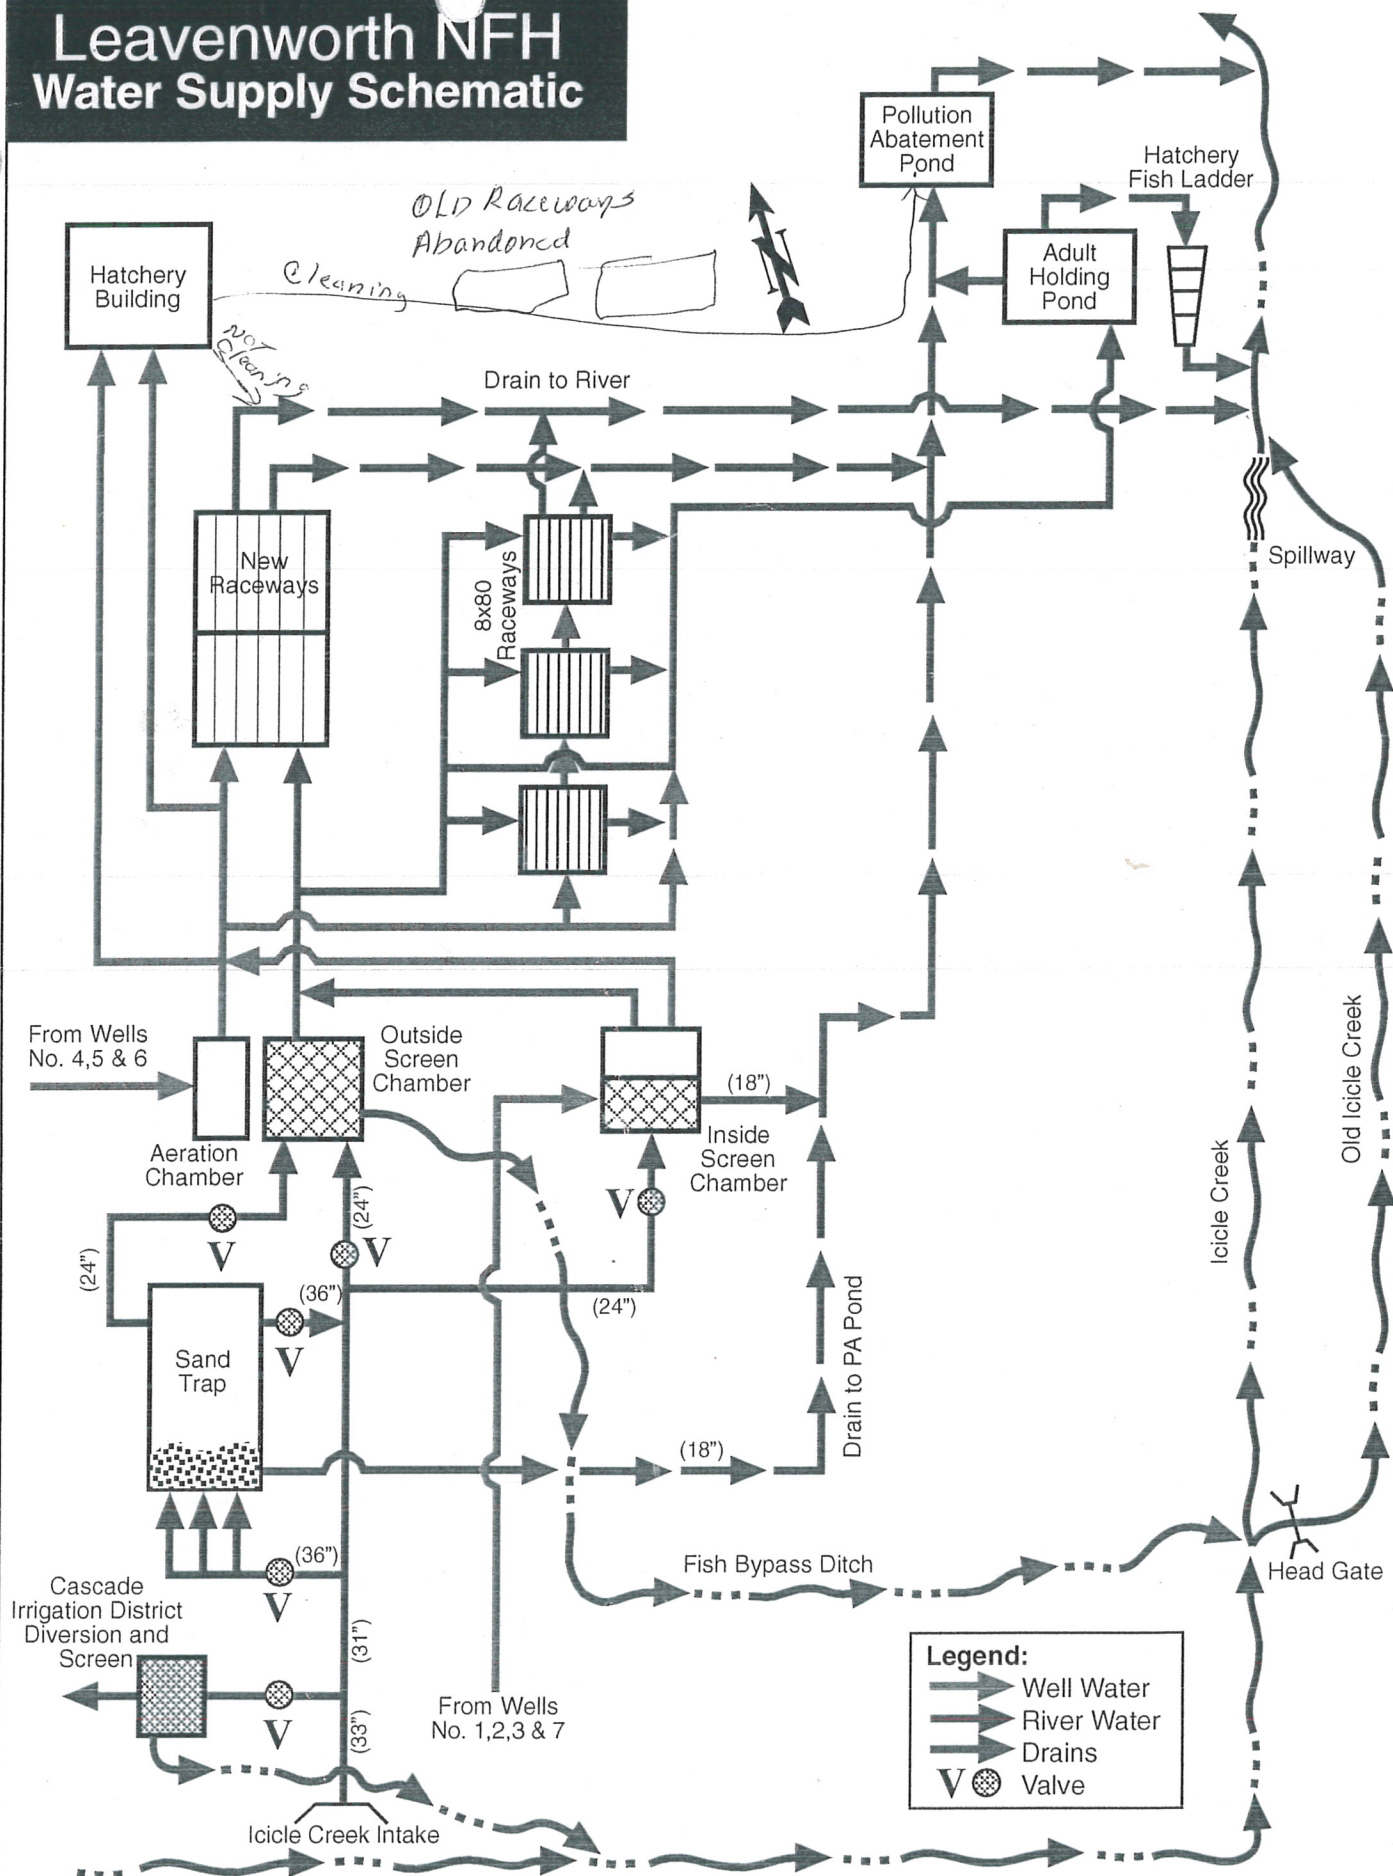 Leavenworth NFH
Water Supply Schematic
Pollution
Abatement
Pond
Hatchery
Fish Ladder
OLD Raceways
Abandoned
Adult
Holding
Pond
Hatchery
Building
Cleaning
N
NOT
Cleaning
Drain to River
New
Raceways
8x80
Raceways
Spillway
From Wells
No. 4,5 & 6
Outside
Screen
Chamber
Old Icicle Creek
(18”)
Aeration
Chamber
Inside
Screen
Chamber
Icicle Creek
V
(24”)
V
V
(24”)
(36”)
(24”)
V
Sand
Trap
Drain to PA Pond
(18”)
(36”)
V
Fish Bypass Ditch
Head Gate
Cascade
Irrigation District
Diversion and
Screen
(31”)
V
(33”)
From Wells
No. 1,2,3 & 7
Legend:
Well Water
River Water
Drains
V Valve
Icicle Creek Intake